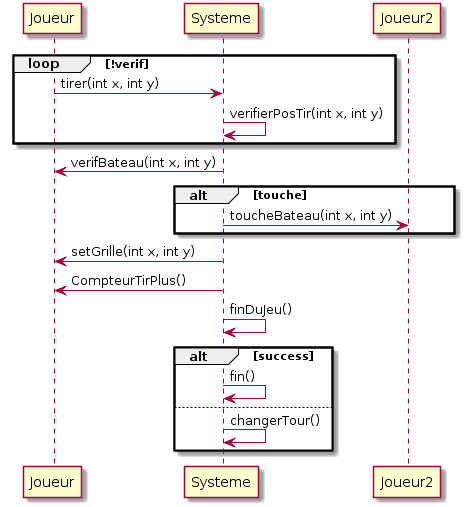 Joueur Systeme Joueur2
loop [!verif]
tirer(int x, int y)
verifierPosTir(int x, int y)
verifBateau(int x, int y)
alt [touche]
toucheBateau(int x, int y)
setGrille(int x, int y)
CompteurTirPlus()
finDuJeu()
alt [success]
fin()
changerTour()
Joueur Systeme Joueur2